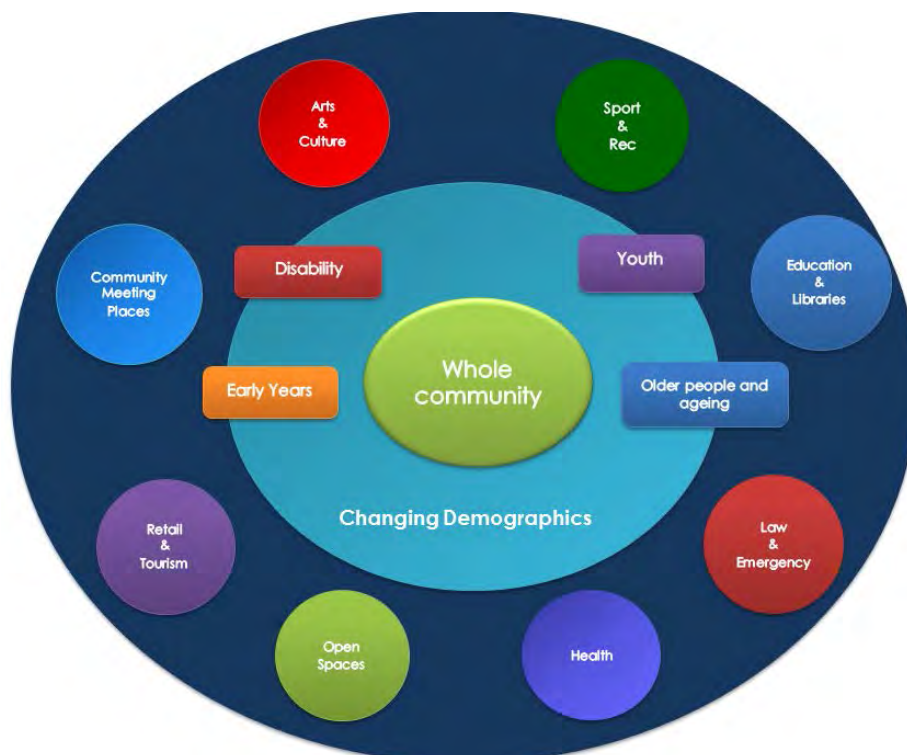 Arts
&
Culture
Sport
&
Rec
Community
Meeting
Places
Disability
Youth
Education
&
Libraries
Early Years
Whole
community
Older people and
ageing
Changing Demographics
Retail
&
Tourism
Law
&
Emergency
Open
Spaces
Health